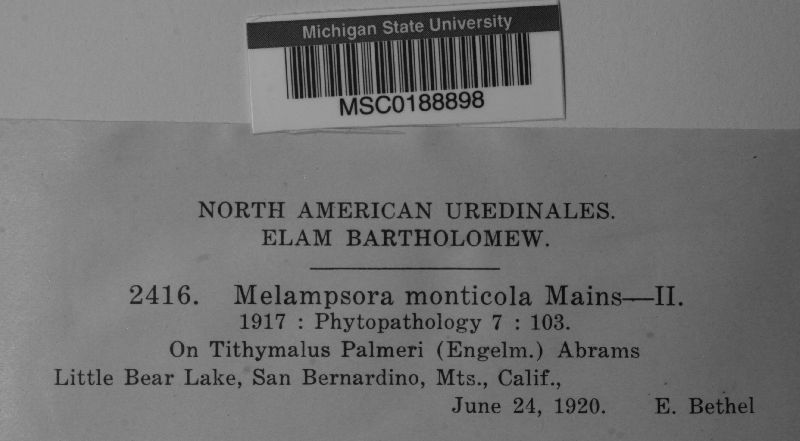 Michigan State University
MSC0188898
NORTH AMERICAN UREDINALES.
ELAM BARTHOLOMEW.
2416. Melampsora monticola Mains—II.
1917 : Phytopathology 7 : 103.
On Tithymalus Palmeri (Engelm.) Abrams
Little Bear Lake, San Bernardino, Mts., Calif.,
June 24, 1920. E. Bethel